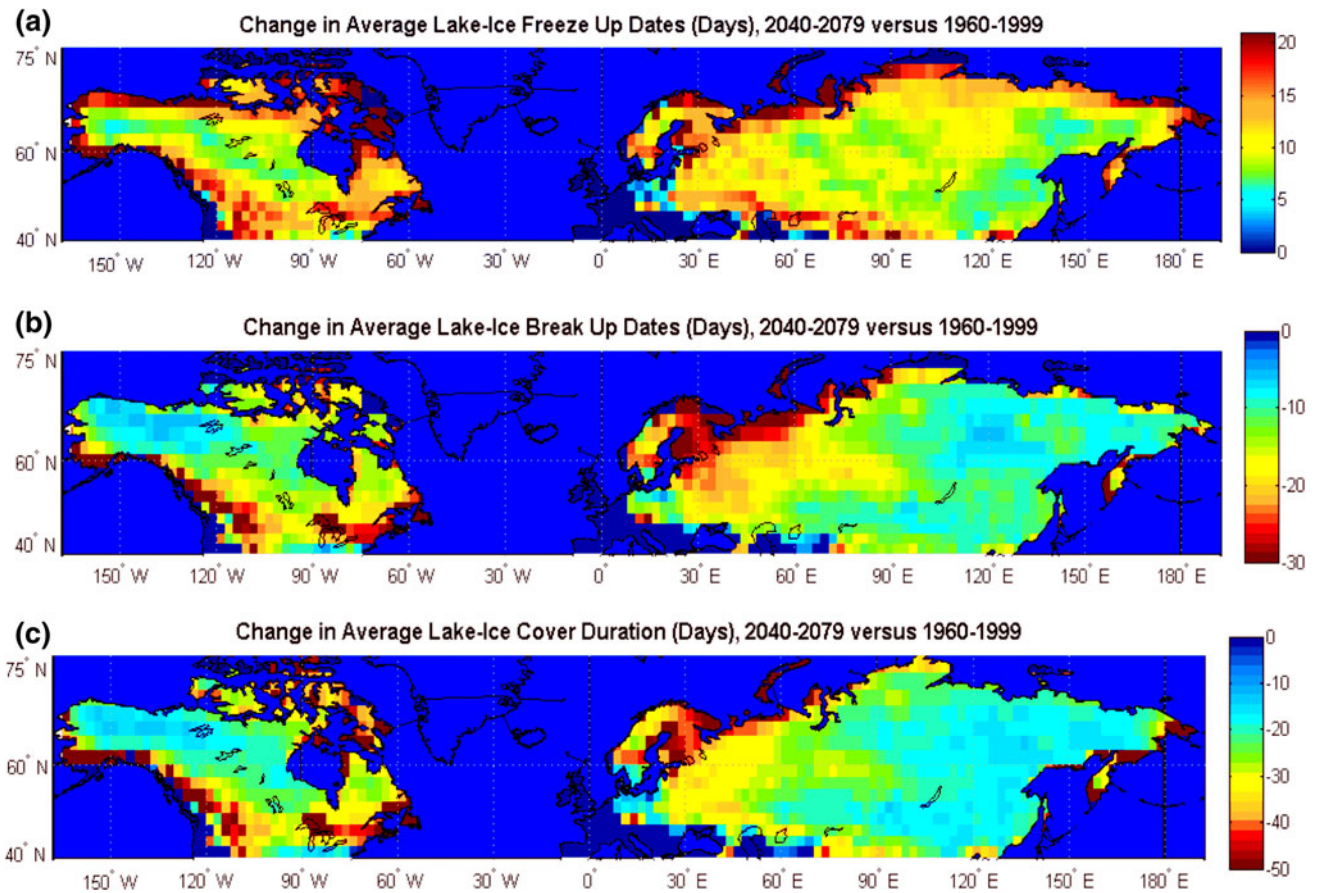 (a)
Change in Average Lake-Ice Freeze Up Dates (Days), 2040-2079 versus 1960-1999
75° N
60° N
40° N
150° W 120° W 90° W 60° W 30° W 0° 30° E 60° E 90° E 120° E 150° E 180° E
20
15
10
5
0
(b)
Change in Average Lake-Ice Break Up Dates (Days), 2040-2079 versus 1960-1999
75° N
60° N
40° N
150° W 120° W 90° W 60° W 30° W 0° 30° E 60° E 90° E 120° E 150° E 180° E
0
-10
-20
-30
(c)
Change in Average Lake-Ice Cover Duration (Days), 2040-2079 versus 1960-1999
75° N
60° N
40° N
150° W 120° W 90° W 60° W 30° W 0° 30° E 60° E 90° E 120° E 150° E 180° E
0
-10
-20
-30
-40
-50